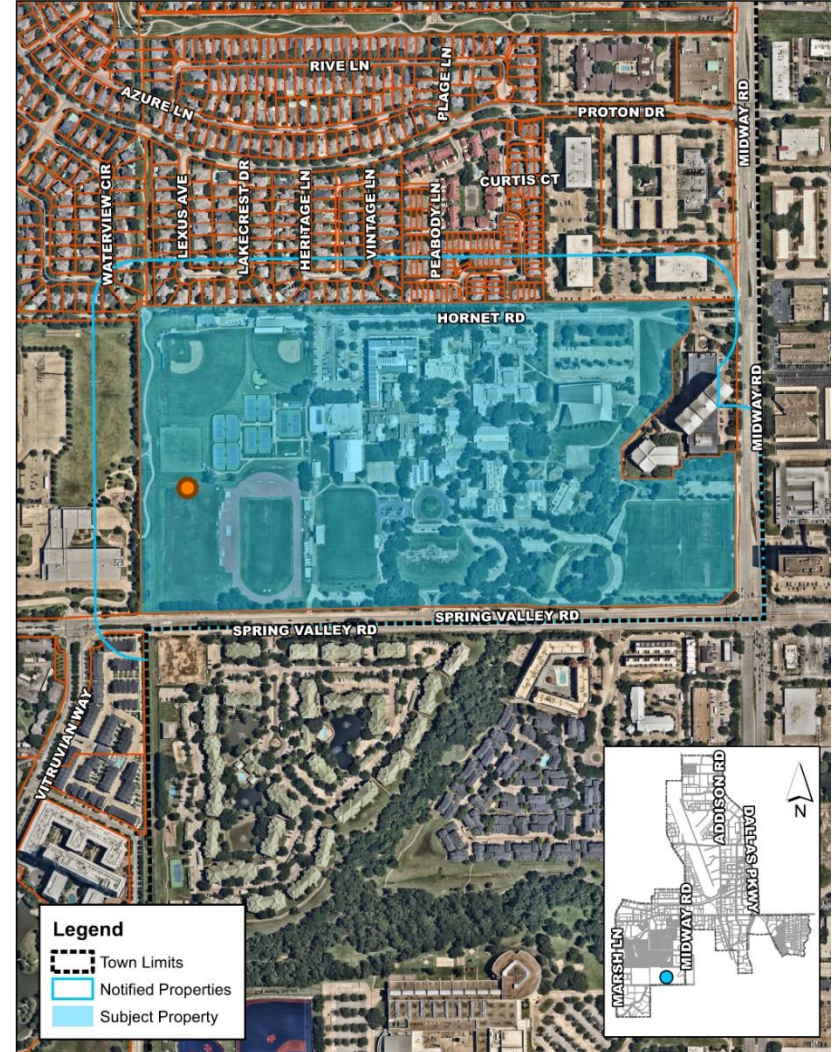 RIVE LN
PLAGE LN
AZURE LN
PROTON DR
MIDWAY RD
CURTIS CT
WATERVIEW CIR
LEXUS AVE
LAKECREST DR
HERITAGE LN
VINTAGE LN
PEABODY LN
HORNET RD
MIDWAY RD
SPRING VALLEY RD
SPRING VALLEY RD
VITRUVIAN WAY
ADDISON RD
DALLAS PKWY
N
MIDWAY RD
MARSH LN
Legend
Town Limits
Notified Properties
Subject Property